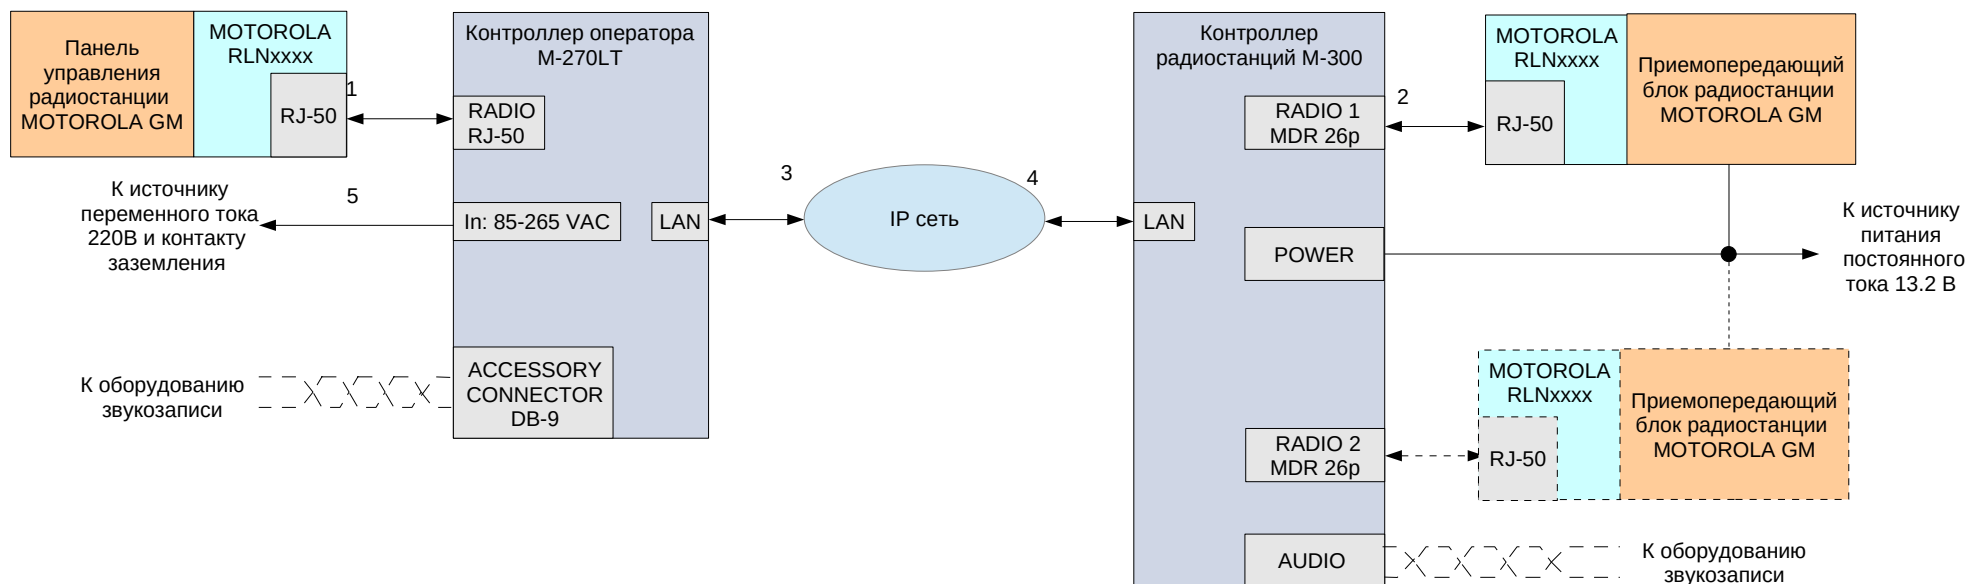 Панель
управления
радиостанции
MOTOROLA GM
MOTOROLA
RLNxxxx
RJ-50
1
Контроллер оператора
M-270LT
RADIO
RJ-50
К источнику
переменного тока
220В и контакту
заземления
5
In: 85-265 VAC
LAN
3
IP сеть
4
К оборудованию
звукозаписи
ACCESSORY
CONNECTOR
DB-9
Контроллер
радиостанций М-300
RADIO 1
MDR 26p
2
LAN
POWER
MOTOROLA
RLNxxxx
RJ-50
Приемопередающий
блок радиостанции
MOTOROLA GM
К источнику
питания
постоянного
тока 13.2 В
RADIO 2
MDR 26p
MOTOROLA
RLNxxxx
RJ-50
Приемопередающий
блок радиостанции
MOTOROLA GM
AUDIO
К оборудованию
звукозаписи